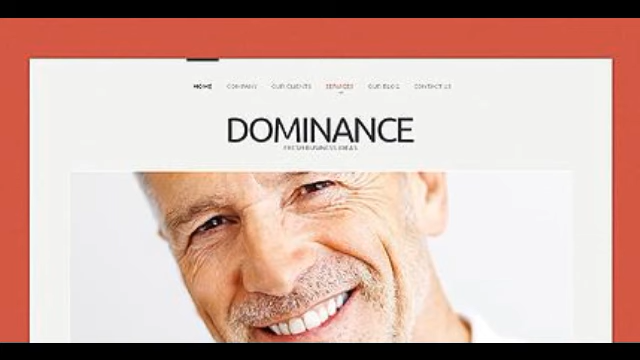 HOME COMPANY OUR CLIENTS SERVICES OUR BLOG CONTACT US
DOMINANCE
FRESH BUSINESS IDEAS